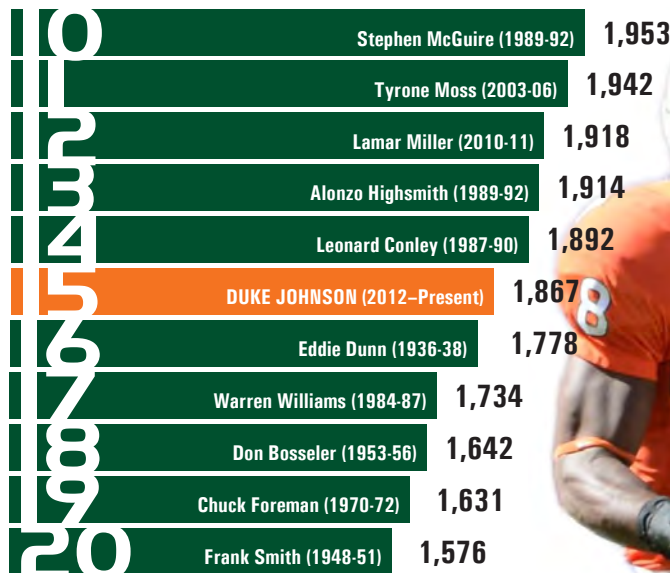 10 Stephen McGuire (1989-92) 1,953
11 Tyrone Moss (2003-06) 1,942
12 Lamar Miller (2010-11) 1,918
13 Alonzo Highsmith (1989-92) 1,914
14 Leonard Conley (1987-90) 1,892
15 DUKE JOHNSON (2012–Present) 1,867
16 Eddie Dunn (1936-38) 1,778
17 Warren Williams (1984-87) 1,734
18 Don Bosseler (1953-56) 1,642
19 Chuck Foreman (1970-72) 1,631
20 Frank Smith (1948-51) 1,576
8